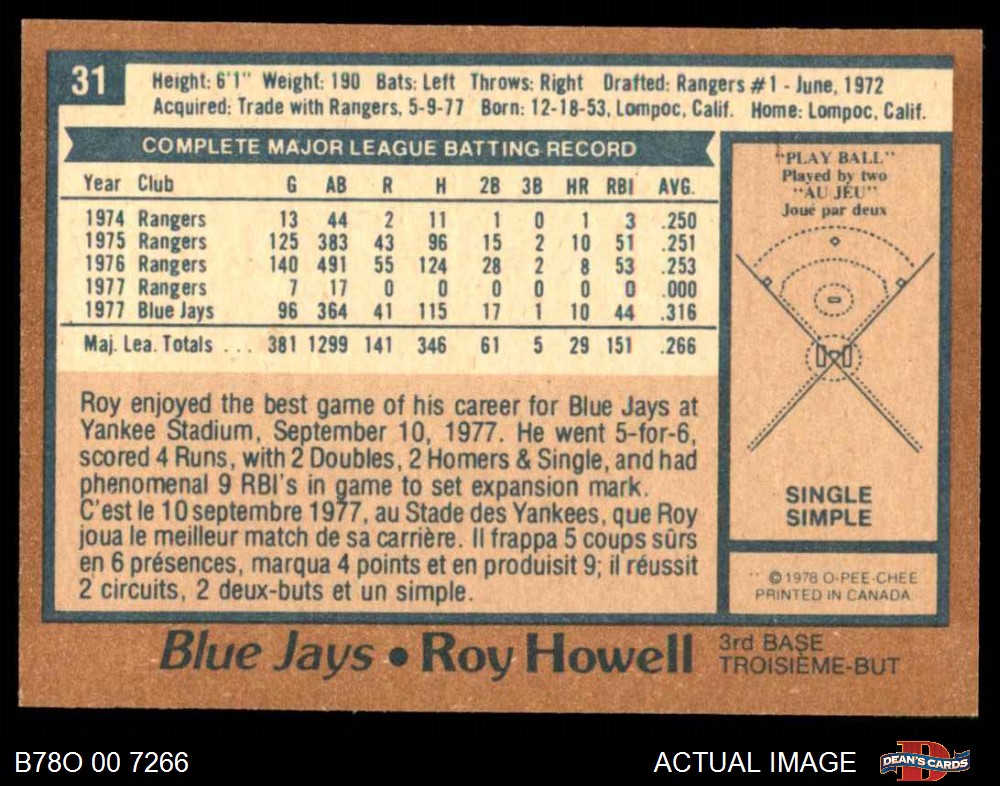 31
Height: 6'1" Weight: 190 Bats: Left Throws: Right Drafted: Rangers #1 - June, 1972
Acquired: Trade with Rangers, 5-9-77 Born: 12-18-53, Lompoc, Calif. Home: Lompoc, Calif.
COMPLETE MAJOR LEAGUE BATTING RECORD
Year Club G AB R H 2B 3B HR RBI AVG.
1974 Rangers 13 44 2 11 1 0 1 3 .250
1975 Rangers 125 383 43 96 15 2 10 51 .251
1976 Rangers 140 491 55 124 28 2 8 53 .253
1977 Rangers 7 17 0 0 0 0 0 0 .000
1977 Blue Jays 96 364 41 115 17 1 10 44 .316
Maj. Lea. Totals ... 381 1299 141 346 61 5 29 151 .266
Roy enjoyed the best game of his career for Blue Jays at
Yankee Stadium, September 10, 1977. He went 5-for-6,
scored 4 Runs, with 2 Doubles, 2 Homers & Single, and had
phenomenal 9 RBI's in game to set expansion mark.
C'est le 10 septembre 1977, au Stade des Yankees, que Roy
joua le meilleur match de sa carrière. Il frappa 5 coups sûrs
en 6 présences, marqua 4 points et en produisit 9; il réussit
2 circuits, 2 deux-buts et un simple.
"PLAY BALL"
Played by two
"AU JEU"
Joué par deux
SINGLE
SIMPLE
©1978 O-PEE-CHEE
PRINTED IN CANADA
Blue Jays • Roy Howell
3rd BASE
TROISIÈME-BUT
B78O 00 7266
ACTUAL IMAGE
DEAN'S CARDS